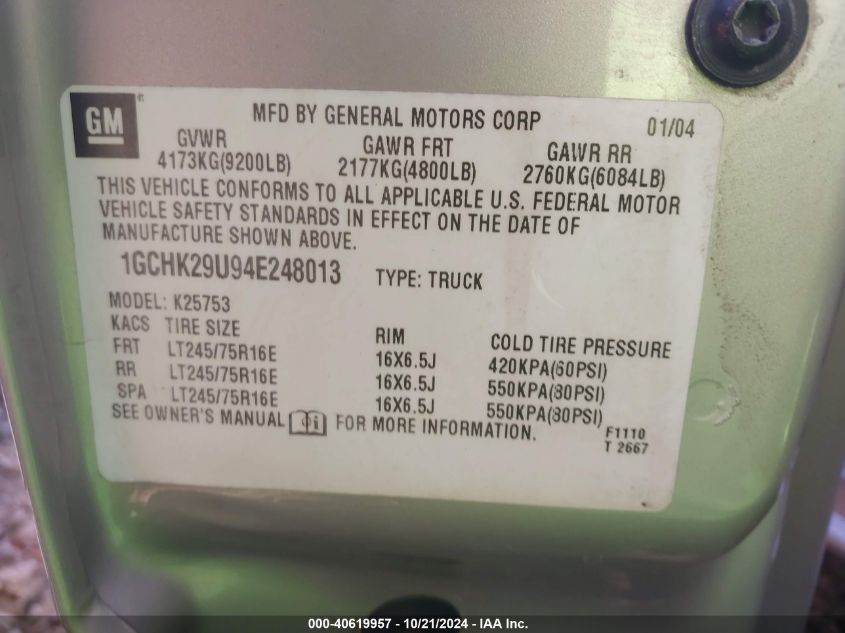 GM
MFD BY GENERAL MOTORS CORP 01/04
GVWR GAWR FRT GAWR RR
4173KG(9200LB) 2177KG(4800LB) 2760KG(6084LB)
THIS VEHICLE CONFORMS TO ALL APPLICABLE U.S. FEDERAL MOTOR
VEHICLE SAFETY STANDARDS IN EFFECT ON THE DATE OF
MANUFACTURE SHOWN ABOVE.
1GCHK29U94E248013 TYPE: TRUCK
MODEL: K25753
KACS TIRE SIZE RIM COLD TIRE PRESSURE
FRT LT245/75R16E 16X6.5J 420KPA(60PSI)
RR LT245/75R16E 16X6.5J 550KPA(80PSI)
SPA LT245/75R16E 16X6.5J 550KPA(80PSI)
SEE OWNER'S MANUAL i FOR MORE INFORMATION.
F1110
T 2667
000-40619957 - 10/21/2024 - IAA Inc.